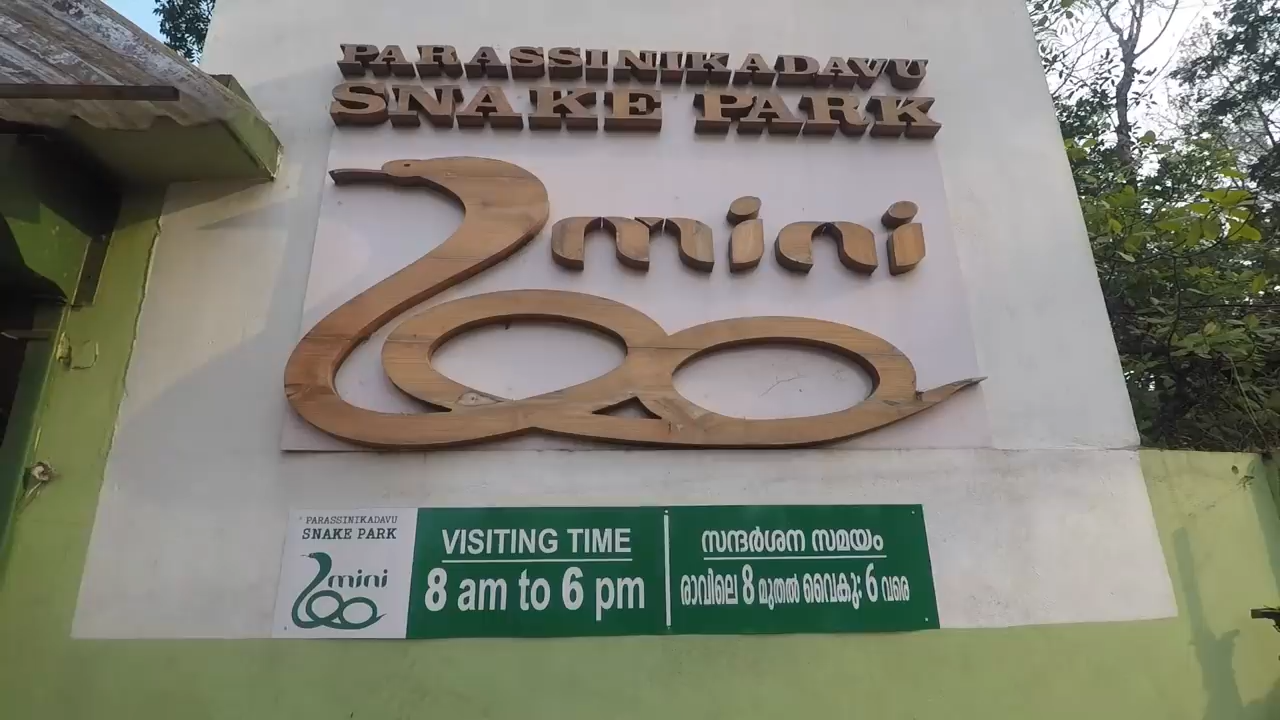 PARASSINIKADAVU
SNAKE PARK
mini
ZOO
PARASSINIKADAVU
SNAKE PARK
mini
ZOO
VISITING TIME
8 am to 6 pm
സന്ദർശന സമയം
രാവിലെ 8 മുതൽ വൈകു: 6 വരെ